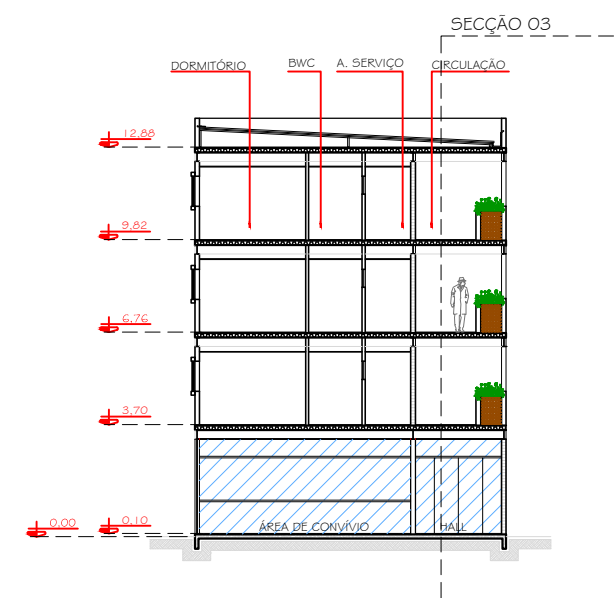 SECÇÃO 03
DORMITÓRIO BWC A. SERVIÇO CIRCULAÇÃO
12,88
9,82
6,76
3,70
0,00 0,10 ÁREA DE CONVÍVIO HALL